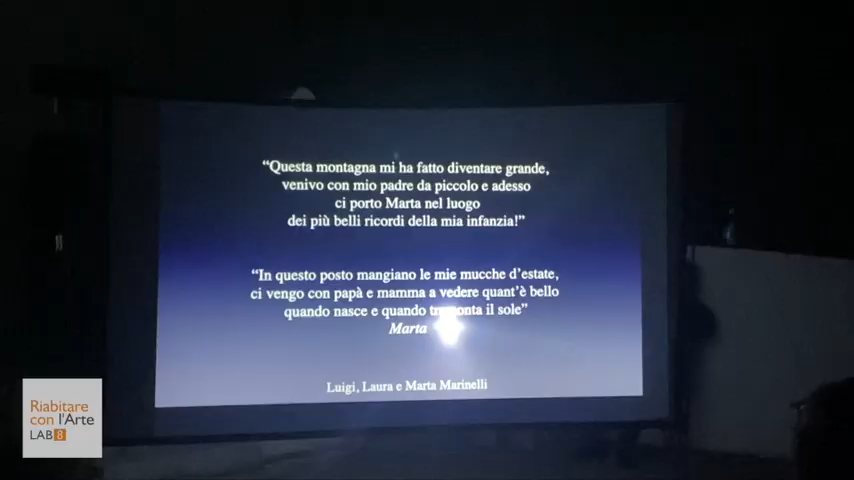 “Questa montagna mi ha fatto diventare grande,
venivo con mio padre da piccolo e adesso
ci porto Marta nel luogo
dei più belli ricordi della mia infanzia!”
“In questo posto mangiano le mie mucche d’estate,
ci vengo con papà e mamma a vedere quant’è bello
quando nasce e quando tramonta il sole”
Marta
Luigi, Laura e Marta Marinelli
Riabitare
con l'Arte
LAB8